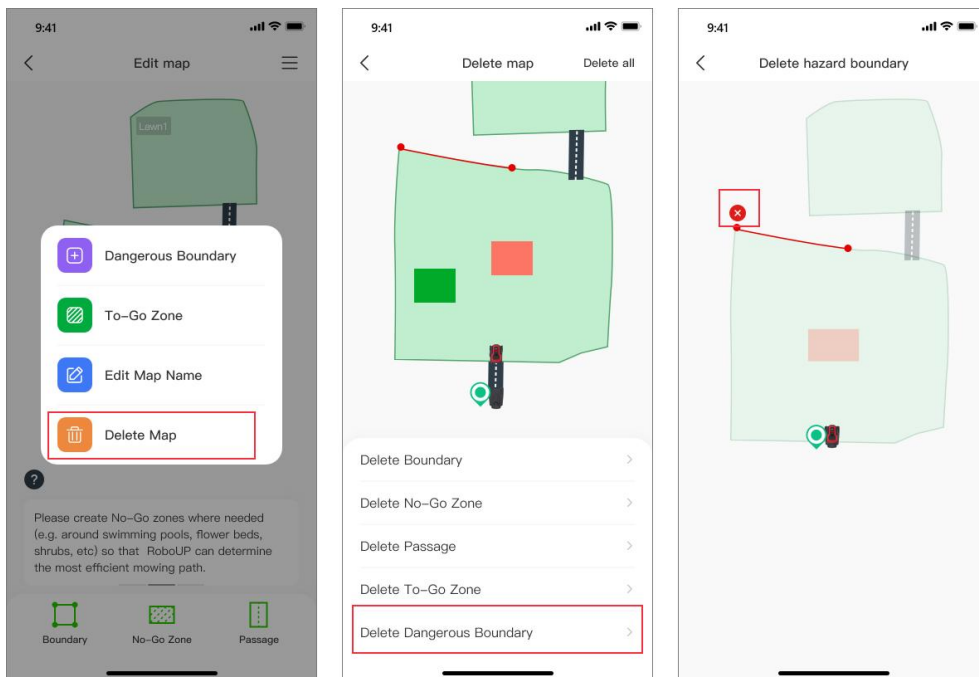 9:41
Edit map
Lawn1
Dangerous Boundary
To-Go Zone
Edit Map Name
Delete Map
?
Please create No-Go zones where needed
(e.g. around swimming pools, flower beds,
shrubs, etc) so that RoboUP can determine
the most efficient mowing path.
Boundary
No-Go Zone
Passage
9:41
Delete map
Delete all
Delete Boundary
Delete No-Go Zone
Delete Passage
Delete To-Go Zone
Delete Dangerous Boundary
9:41
Delete hazard boundary